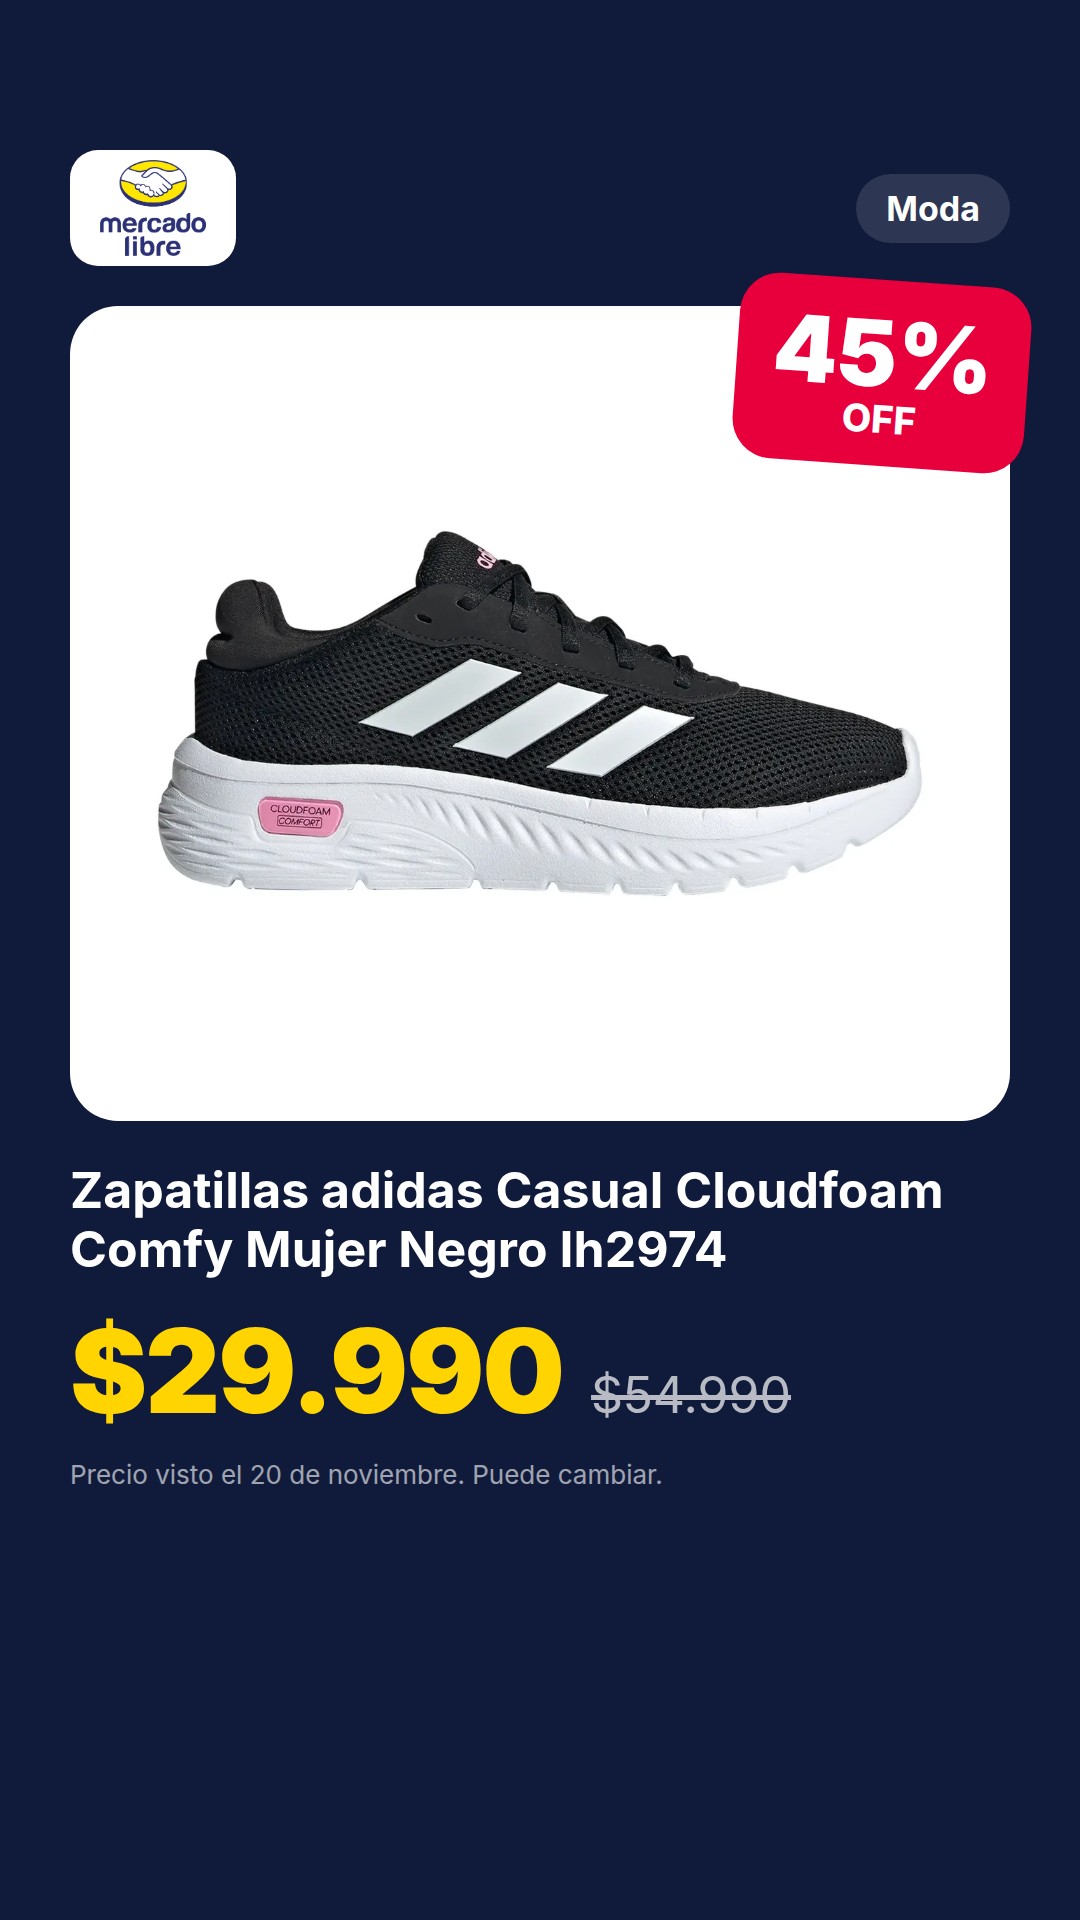 mercado
libre
Moda
45%
OFF
CLOUDFOAM
COMFORT
Zapatillas adidas Casual Cloudfoam
Comfy Mujer Negro Ih2974
$29.990 $54.990
Precio visto el 20 de noviembre. Puede cambiar.